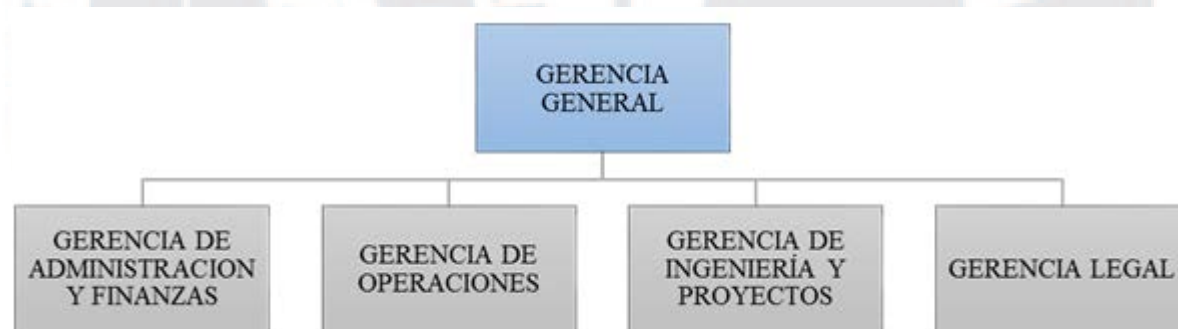 GERENCIA
GENERAL
GERENCIA DE
ADMINISTRACION
Y FINANZAS
GERENCIA DE
OPERACIONES
GERENCIA DE
INGENIERÍA Y
PROYECTOS
GERENCIA LEGAL